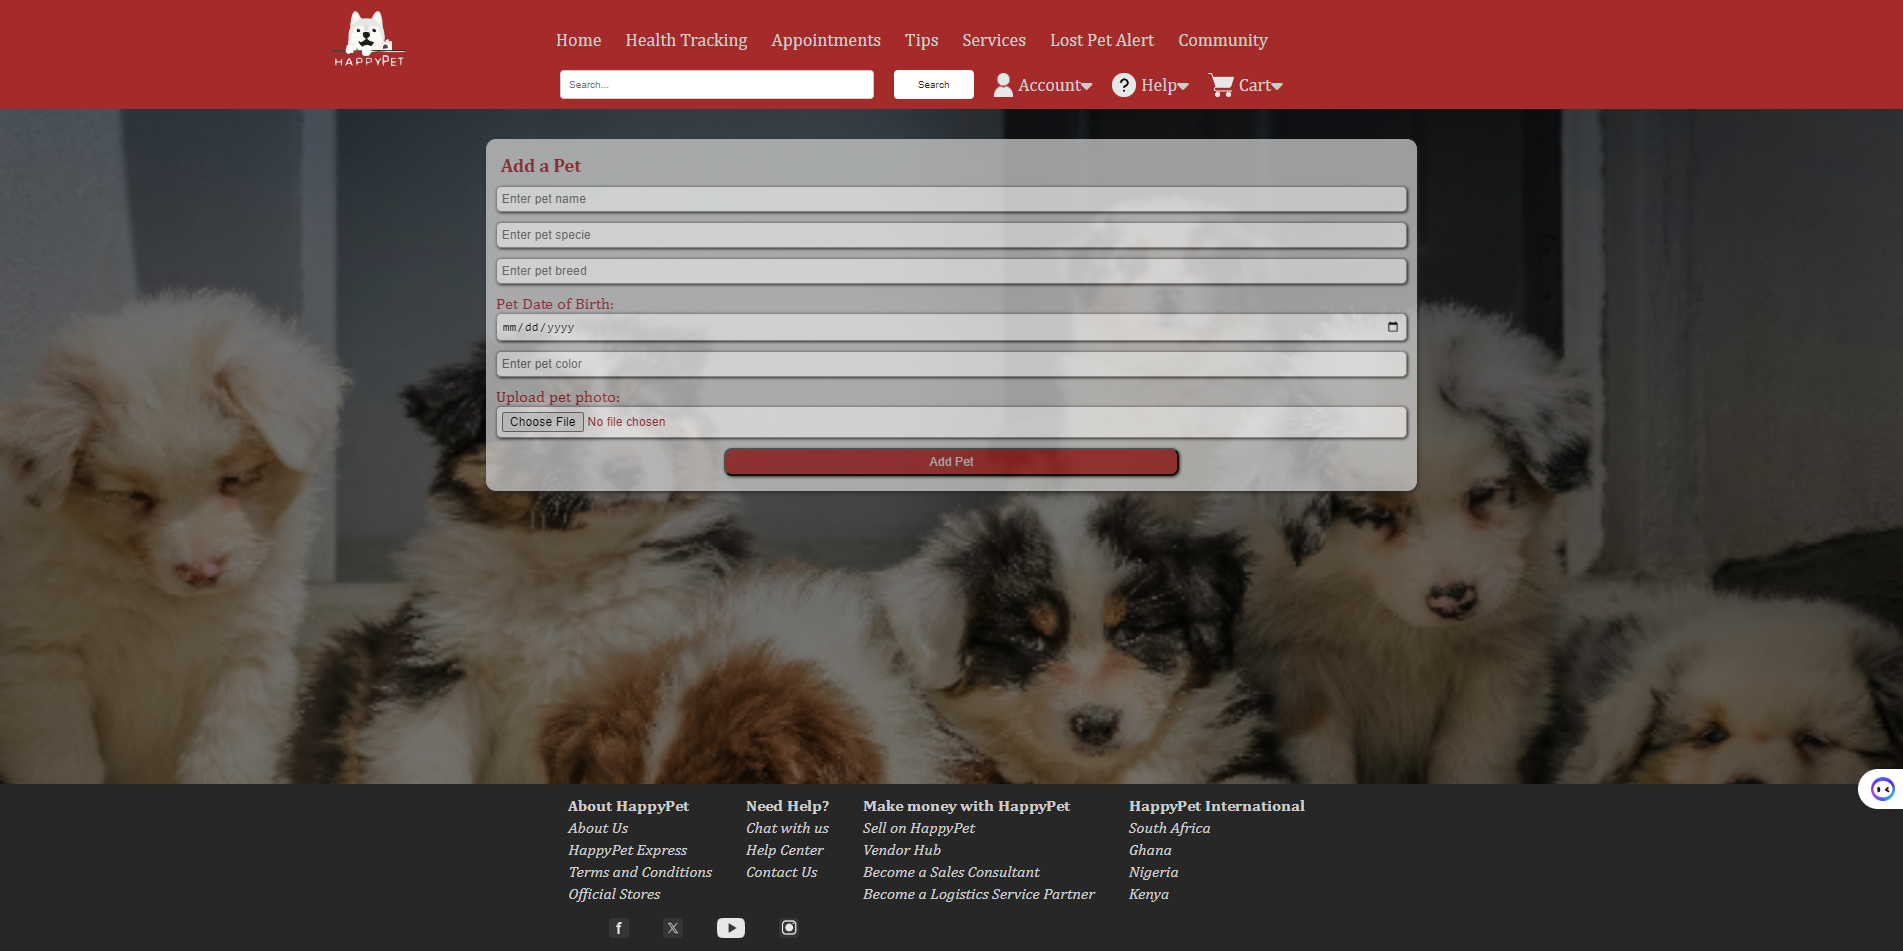 HAPPYPET
Home Health Tracking Appointments Tips Services Lost Pet Alert Community
Search... Search Account Help Cart
Add a Pet
Enter pet name
Enter pet specie
Enter pet breed
Pet Date of Birth:
mm/dd/yyyy
Enter pet color
Upload pet photo:
Choose File No file chosen
Add Pet
About HappyPet
About Us
HappyPet Express
Terms and Conditions
Official Stores
Need Help?
Chat with us
Help Center
Contact Us
Make money with HappyPet
Sell on HappyPet
Vendor Hub
Become a Sales Consultant
Become a Logistics Service Partner
HappyPet International
South Africa
Ghana
Nigeria
Kenya